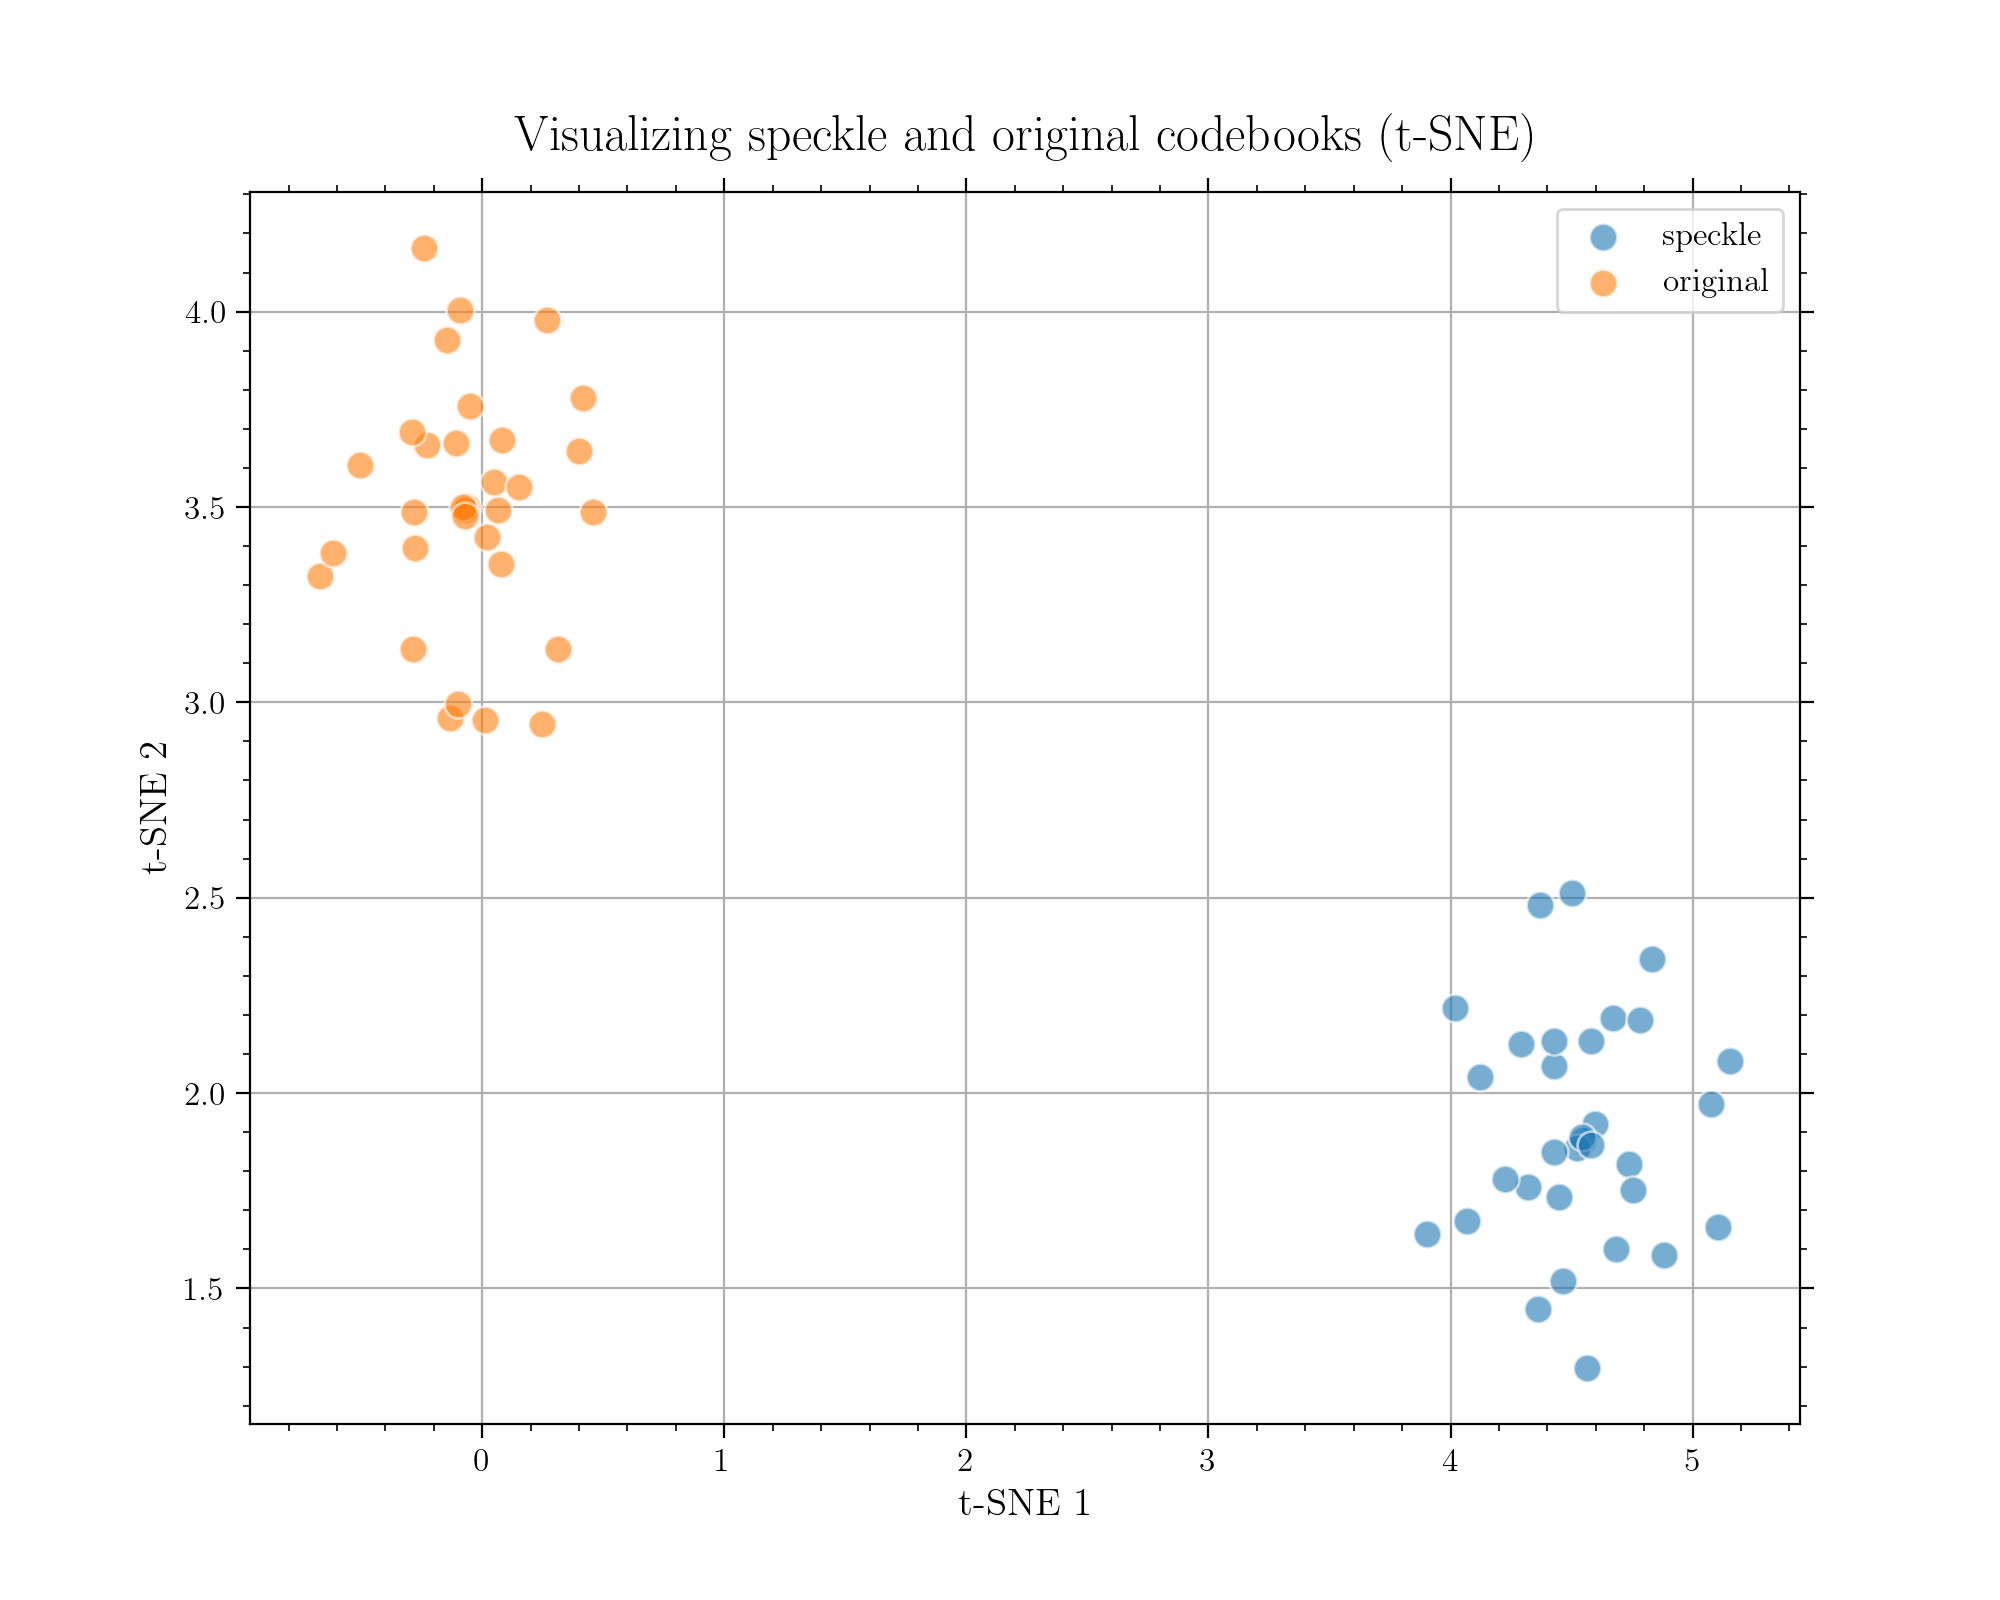 Visualizing speckle and original codebooks (t-SNE)
speckle
original
4.0
3.5
3.0
2.5
2.0
1.5
t-SNE 2
0 1 2 3 4 5
t-SNE 1